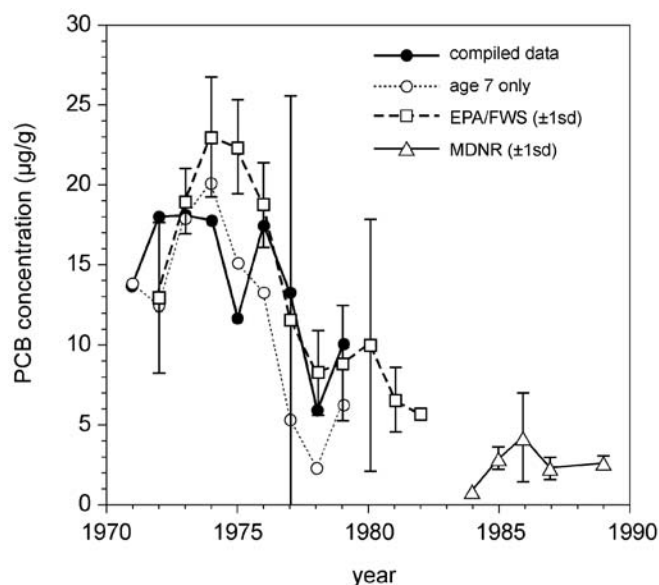 30
25
20
15
10
5
0
PCB concentration (µg/g)
compiled data
age 7 only
EPA/FWS (±1sd)
MDNR (±1sd)
1970 1975 1980 1985 1990
year